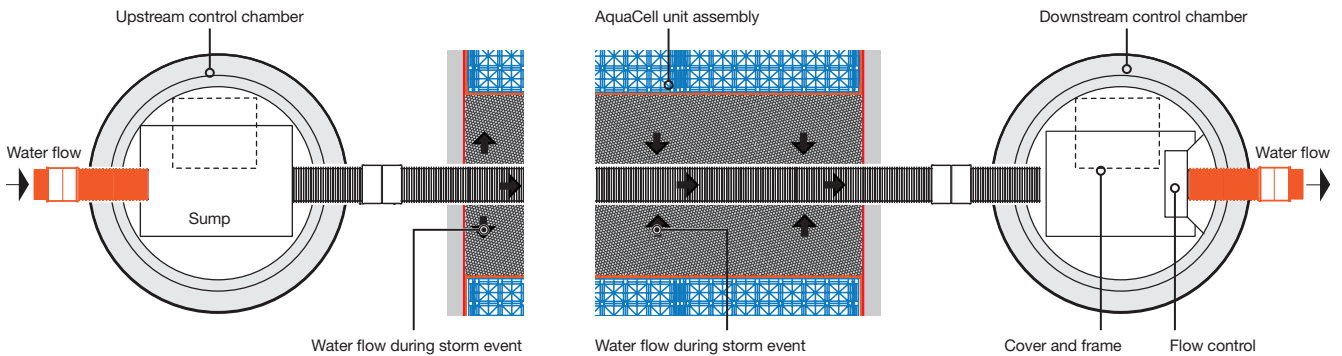 Upstream control chamber
AquaCell unit assembly
Downstream control chamber
Water flow
Water flow
Sump
Water flow during storm event
Water flow during storm event
Cover and frame
Flow control